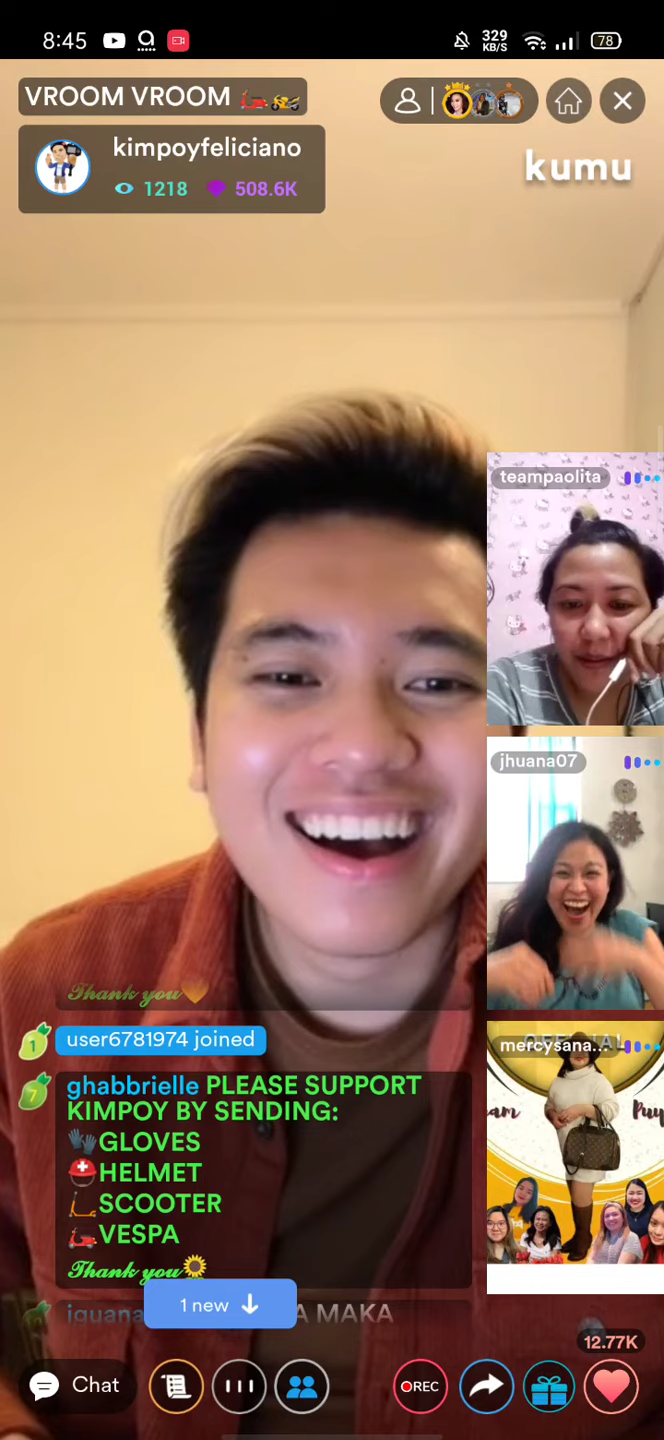 8:45
329
KB/S
78
VROOM VROOM 🛵🏍️
kimpoyfeliciano
1218
508.6K
kumu
teampaolita
jhuana07
mercysana...
Thank you🧡
1
user6781974 joined
7
ghabbrielle PLEASE SUPPORT
KIMPOY BY SENDING:
🧤GLOVES
⛑️HELMET
🛴SCOOTER
🛵VESPA
Thank you🌻
1 new
A MAKA
12.77K
Chat
REC